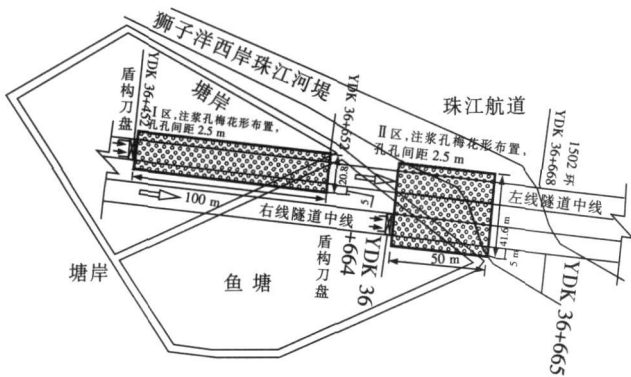 狮子洋西岸珠江河堤
珠江航道
塘岸
YDK 36+452
盾构刀盘
Ⅰ区，注浆孔梅花形布置，
孔孔间距 2.5 m
YDK 36+552
Ⅱ区，注浆孔梅花形布置，
孔孔间距 2.5 m
YDK 36+668
1502 环
20.8
5
100 m
左线隧道中线
右线隧道中线
41.6 m
5 m
50 m
盾构刀盘
YDK 36
+664
YDK 36+665
塘岸
鱼 塘